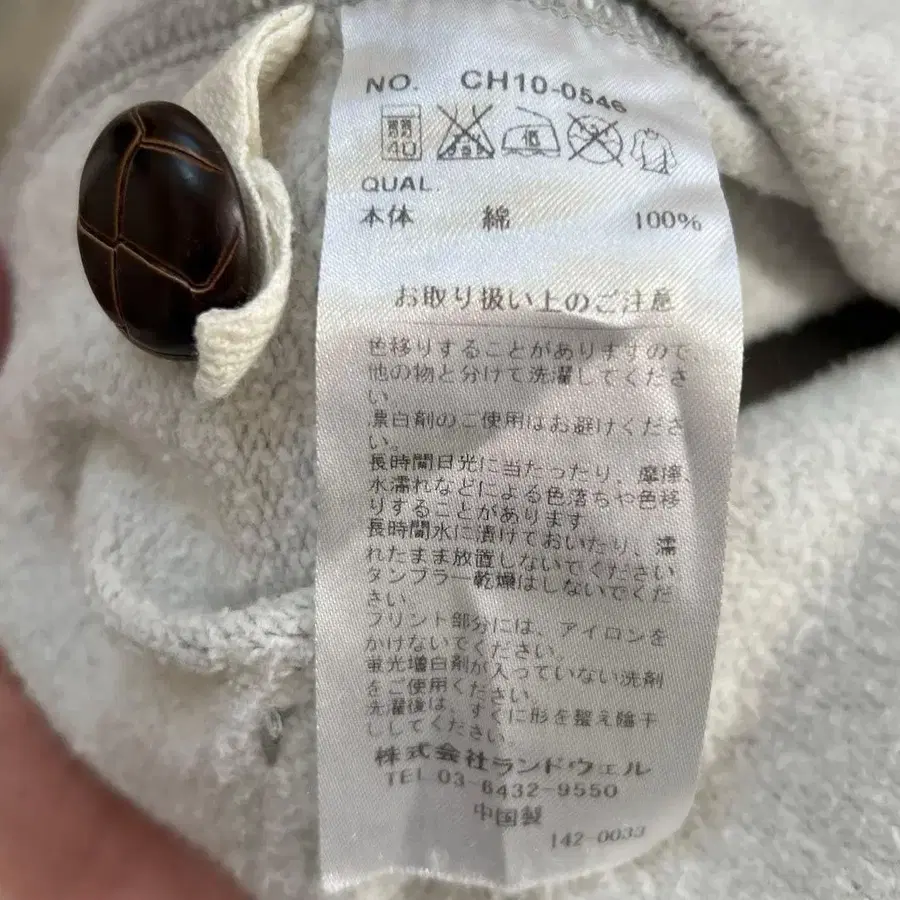 NO. CH10-0546
40
低
QUAL.
本体 綿 100%
お取り扱い上のご注意
色移りすることがありますので、
他の物と分けて洗濯してくださ
い。
漂白剤のご使用はお避けくださ
い。
長時間日光に当たったり、摩擦、
水濡れなどによる色落ちや色移
りすることがあります。
長時間水に漬けておいたり、濡
れたまま放置しないでください
タンブラー乾燥はしないでくだ
さい。
プリント部分には、アイロンを
かけないでください。
蛍光増白剤が入っていない洗剤
をご使用ください。
洗濯後は、すぐに形を整え陰干
ししてください。
株式会社ランドウェル
TEL 03-6432-9550
中国製
142-0033